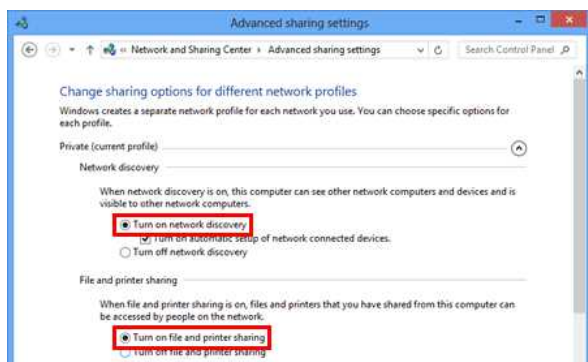 Advanced sharing settings
« Network and Sharing Center Advanced sharing settings Search Control Panel
Change sharing options for different network profiles
Windows creates a separate network profile for each network you use. You can choose specific options for
each profile.
Private (current profile)
Network discovery
When network discovery is on, this computer can see other network computers and devices and is
visible to other network computers.
Turn on network discovery
Turn on automatic setup of network connected devices.
Turn off network discovery
File and printer sharing
When file and printer sharing is on, files and printers that you have shared from this computer can
be accessed by people on the network.
Turn on file and printer sharing
Turn off file and printer sharing